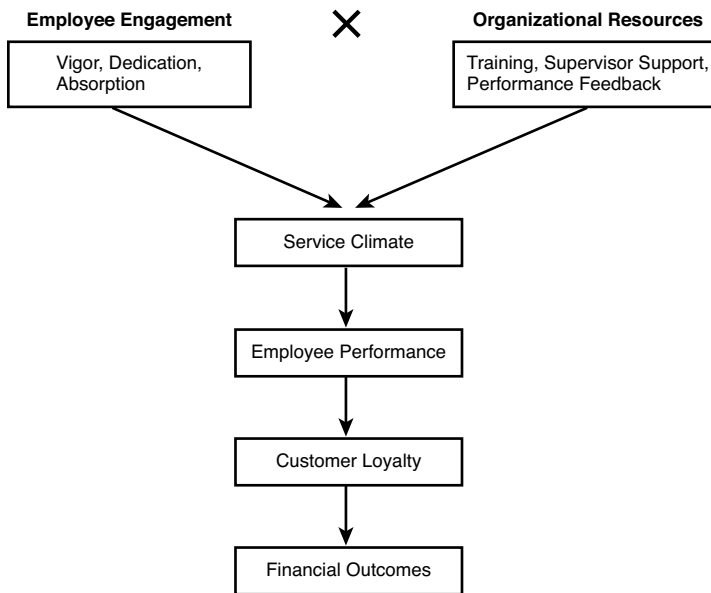 Employee Engagement
×
Organizational Resources
Vigor, Dedication,
Absorption
Training, Supervisor Support,
Performance Feedback
Service Climate
Employee Performance
Customer Loyalty
Financial Outcomes